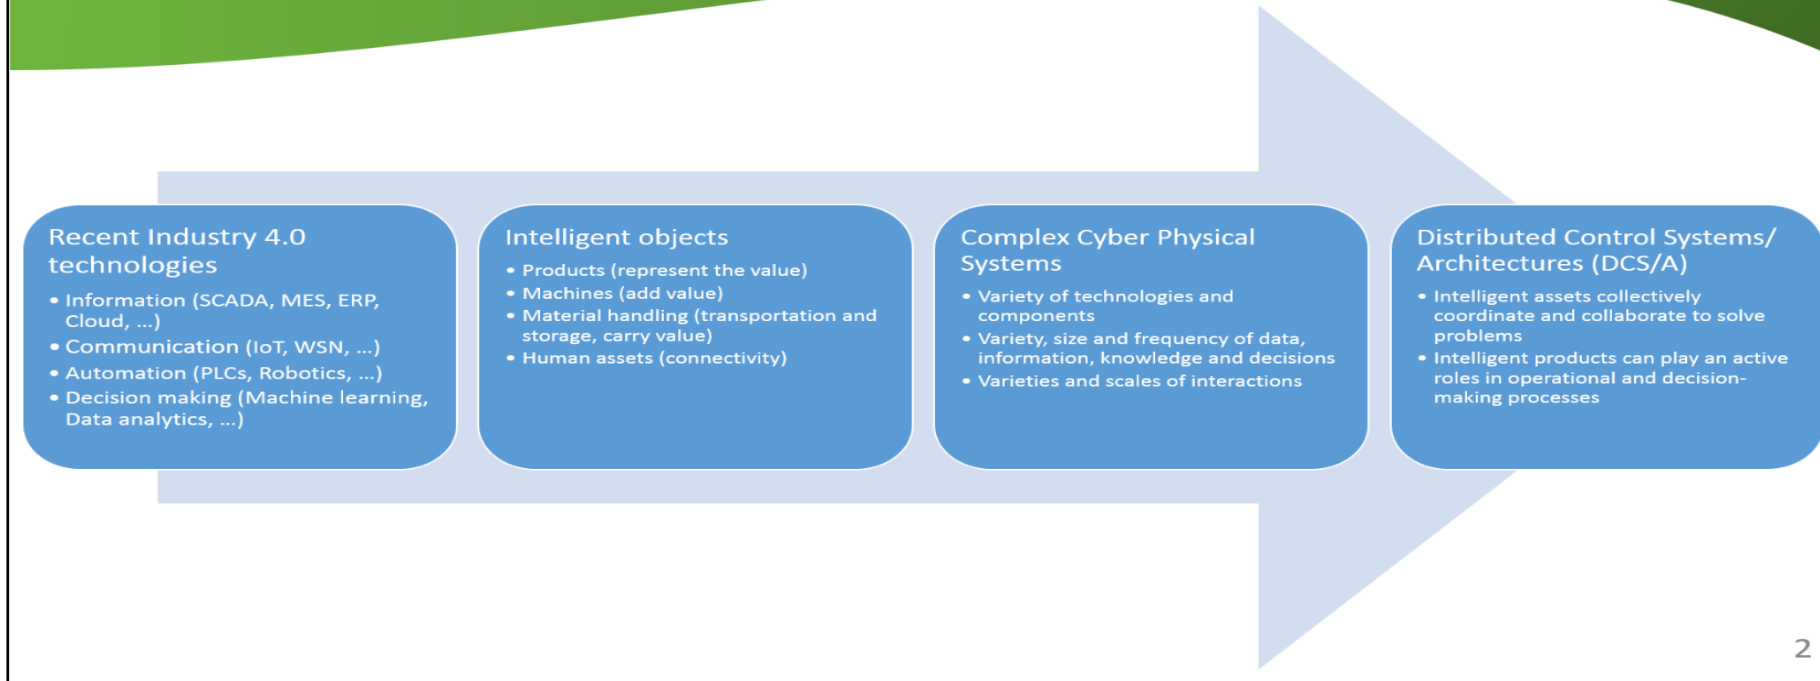 Recent Industry 4.0
technologies
• Information (SCADA, MES, ERP,
Cloud, ...)
• Communication (IoT, WSN, ...)
• Automation (PLCs, Robotics, ...)
• Decision making (Machine learning,
Data analytics, ...)
Intelligent objects
• Products (represent the value)
• Machines (add value)
• Material handling (transportation and
storage, carry value)
• Human assets (connectivity)
Complex Cyber Physical
Systems
• Variety of technologies and
components
• Variety, size and frequency of data,
information, knowledge and decisions
• Varieties and scales of interactions
Distributed Control Systems/
Architectures (DCS/A)
• Intelligent assets collectively
coordinate and collaborate to solve
problems
• Intelligent products can play an active
roles in operational and decision-
making processes
2